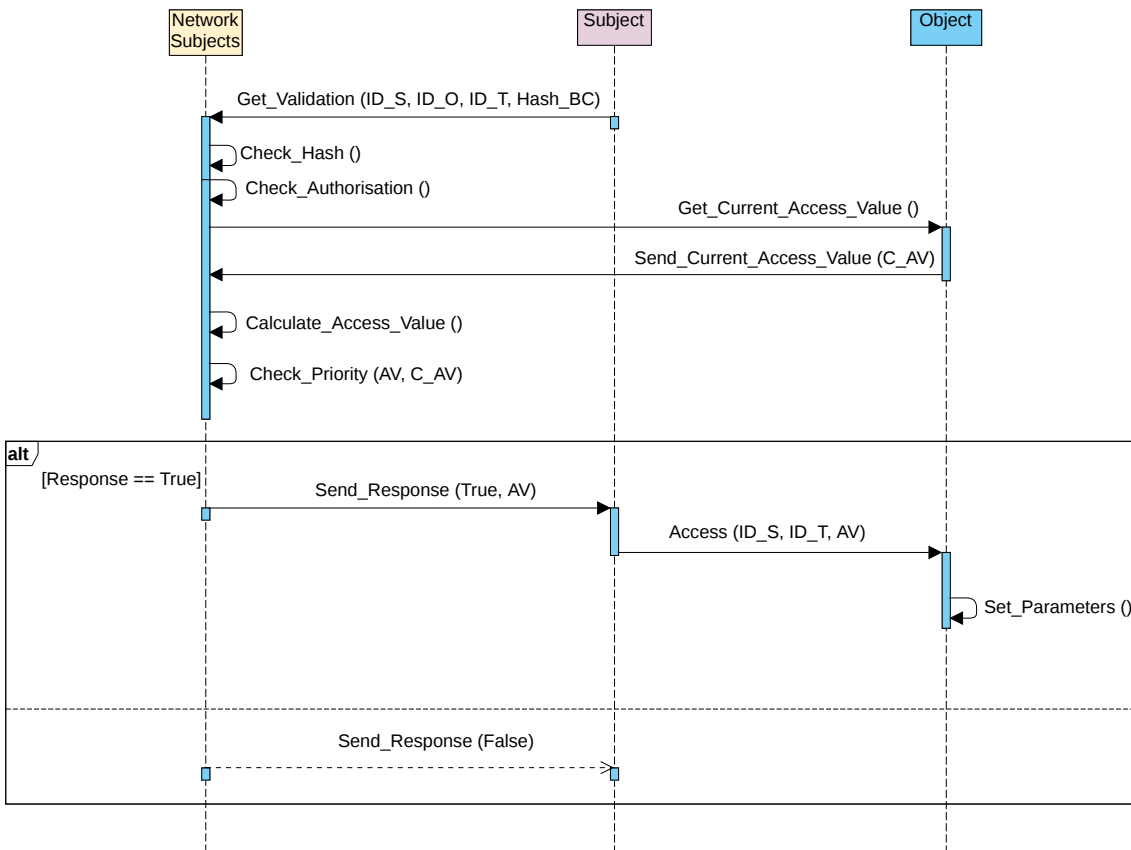 Network
Subjects
Subject
Object
Get_Validation (ID_S, ID_O, ID_T, Hash_BC)
Check_Hash ()
Check_Authorisation ()
Get_Current_Access_Value ()
Send_Current_Access_Value (C_AV)
Calculate_Access_Value ()
Check_Priority (AV, C_AV)
alt
[Response == True]
Send_Response (True, AV)
Access (ID_S, ID_T, AV)
Set_Parameters ()
Send_Response (False)